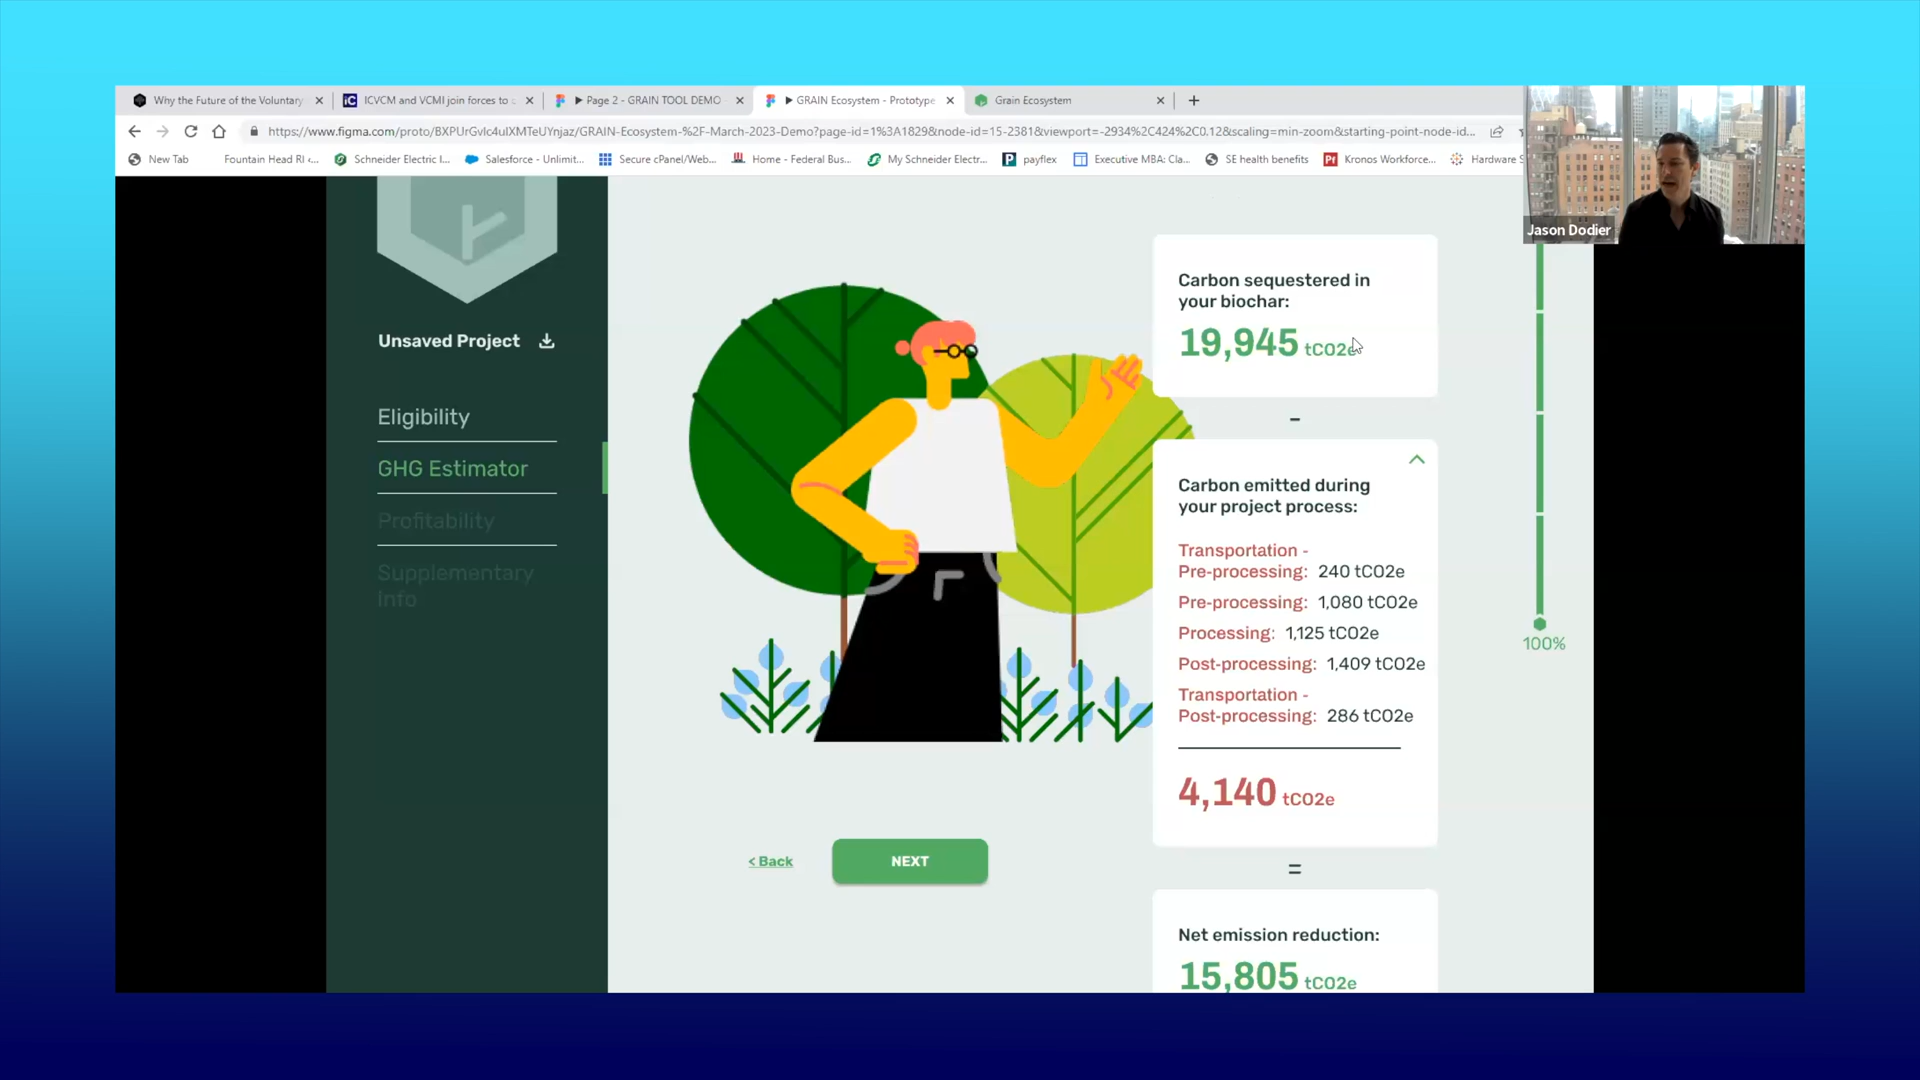 Why the Future of the Voluntary
ICVCM and VCMI join forces to
Page 2 - GRAIN TOOL DEMO
GRAIN Ecosystem - Prototype
Grain Ecosystem
https://www.figma.com/proto/BXPUrGvlc4uIXMTeUYnjaz/GRAIN-Ecosystem-%2F-March-2023-Demo?page-id=1%3A1829&node-id=15-2381&viewport=-2934%2C424%2C0.12&scaling=min-zoom&starting-point-node-id...
New Tab
Fountain Head RI
Schneider Electric I...
Salesforce - Unlimit...
Secure cPanel/Web...
Home - Federal Bus...
My Schneider Electr...
payflex
Executive MBA: Cla...
SE health benefits
Kronos Workforce...
Hardware
Jason Dodier
Unsaved Project
Eligibility
GHG Estimator
Profitability
Supplementary
Info
Carbon sequestered in
your biochar:
19,945 tCO2e
-
Carbon emitted during
your project process:
Transportation -
Pre-processing: 240 tCO2e
Pre-processing: 1,080 tCO2e
Processing: 1,125 tCO2e
Post-processing: 1,409 tCO2e
Transportation -
Post-processing: 286 tCO2e
4,140 tCO2e
=
Net emission reduction:
15,805 tCO2e
< Back
NEXT
100%